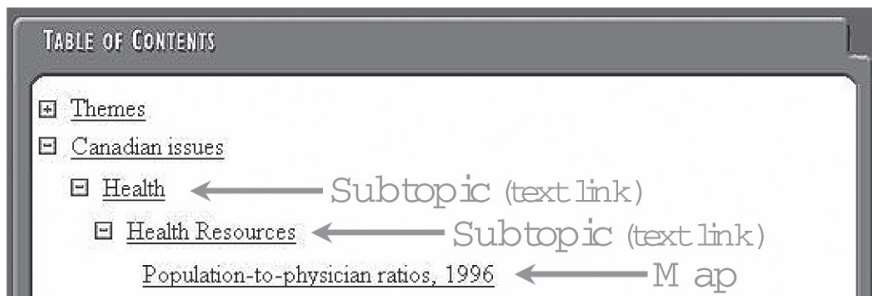 TABLE OF CONTENTS
Themes
Canadian issues
Health Subtopic (text link)
Health Resources Subtopic (text link)
Population-to-physician ratios, 1996 Map